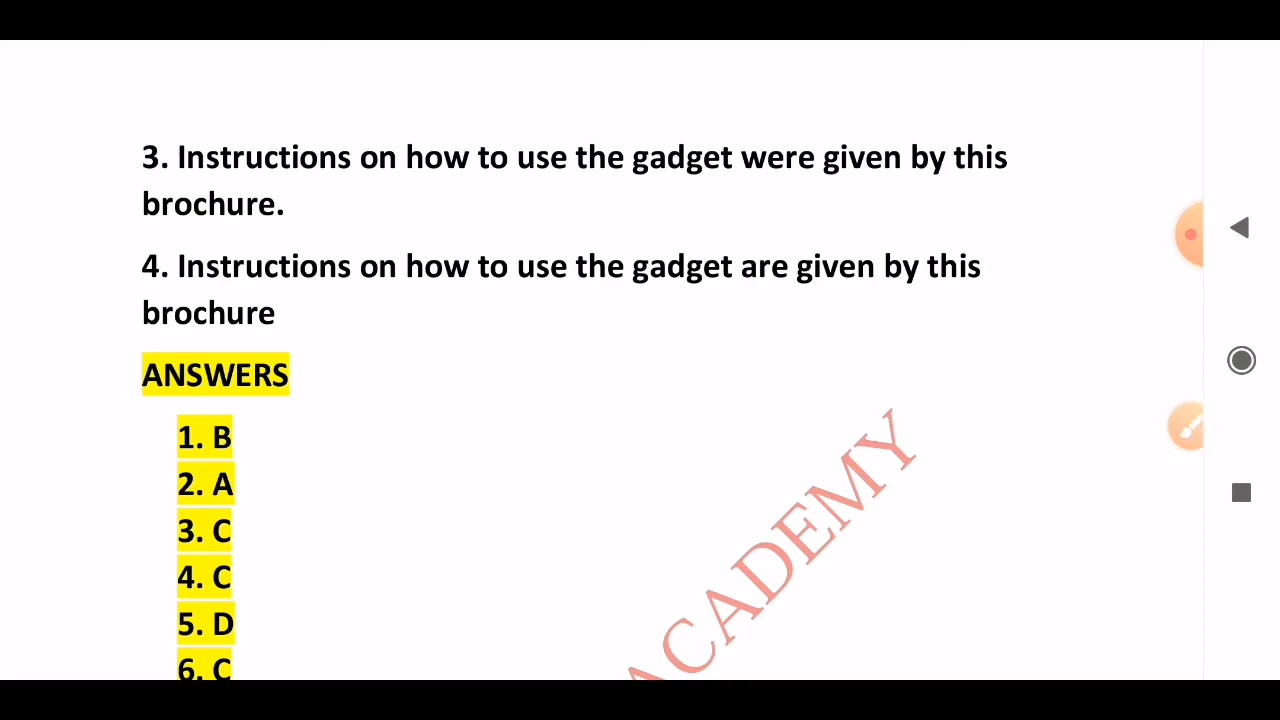 3. Instructions on how to use the gadget were given by this
brochure.
4. Instructions on how to use the gadget are given by this
brochure
ANSWERS
1. B
2. A
3. C
4. C
5. D
6. C
ACADEMY